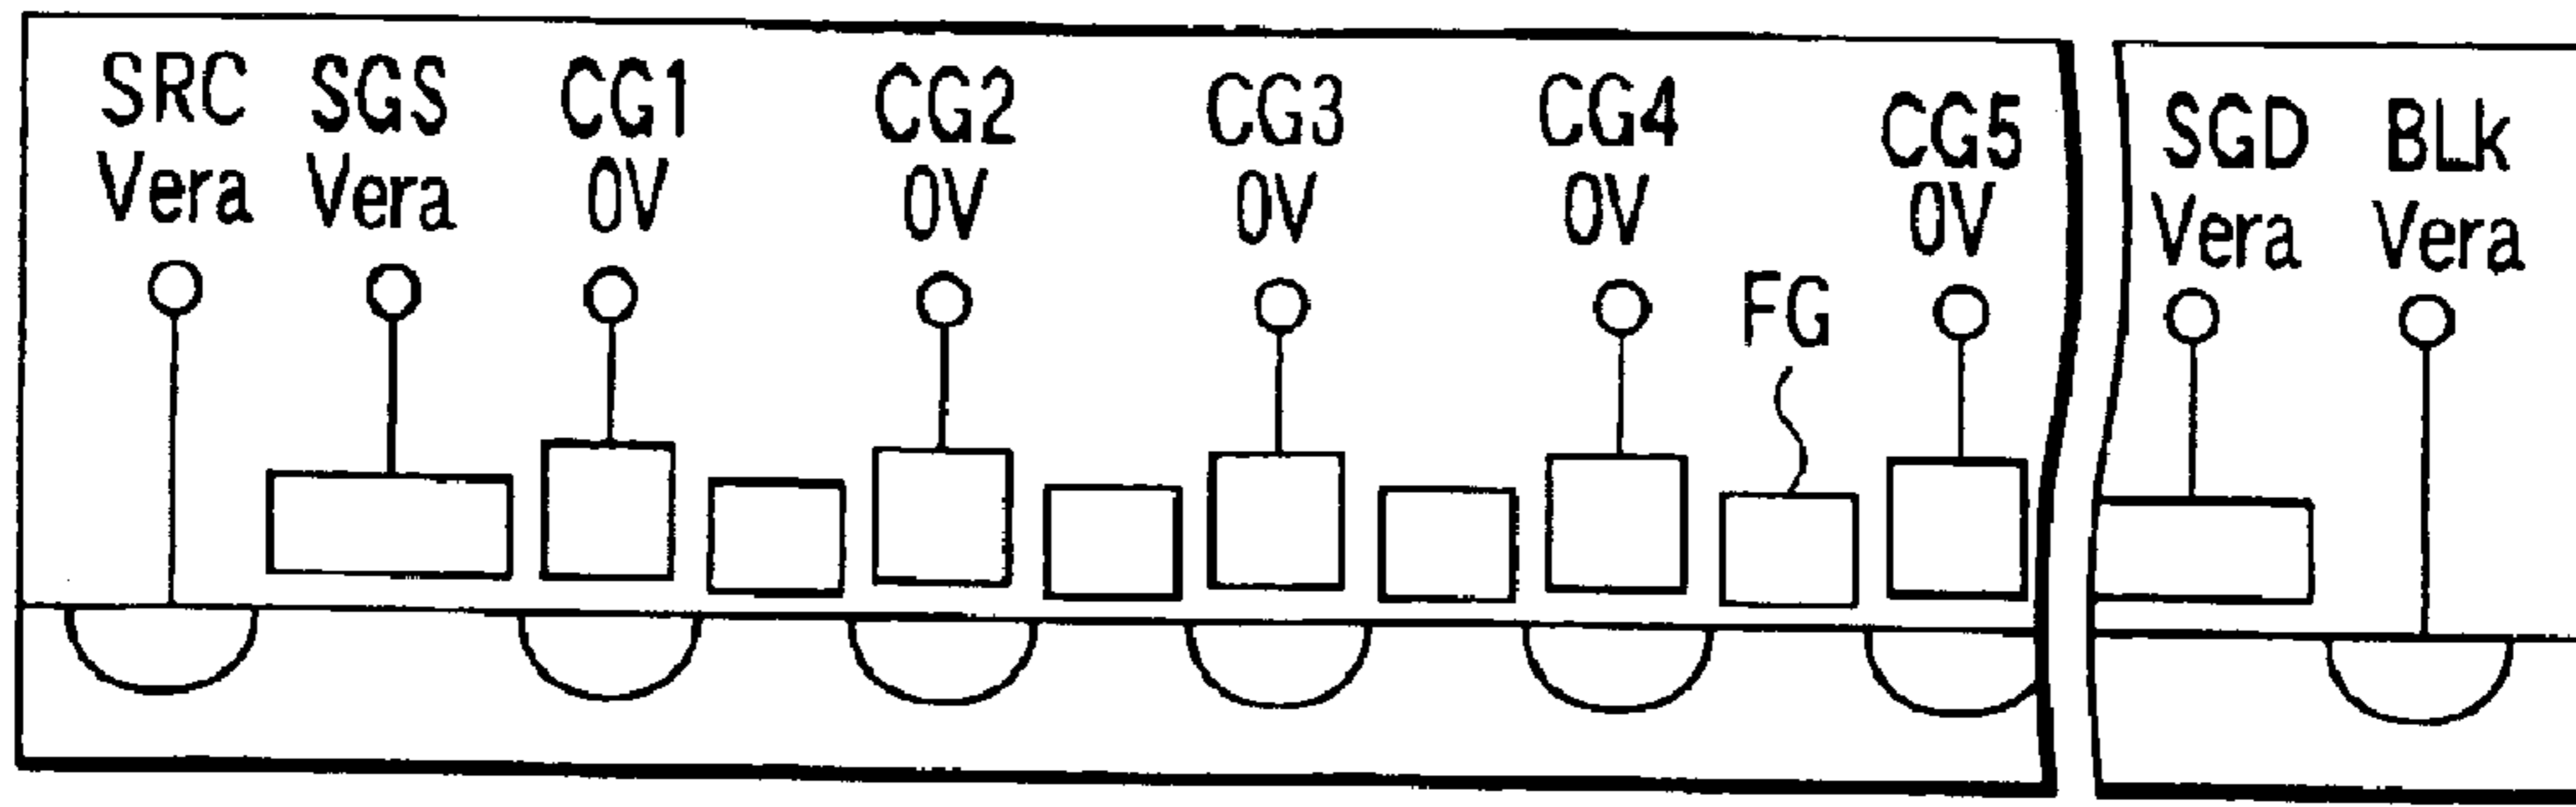 SRC SGS CG1 CG2 CG3 CG4 CG5 SGD BLk
Vera Vera 0V 0V 0V 0V 0V Vera Vera
FG